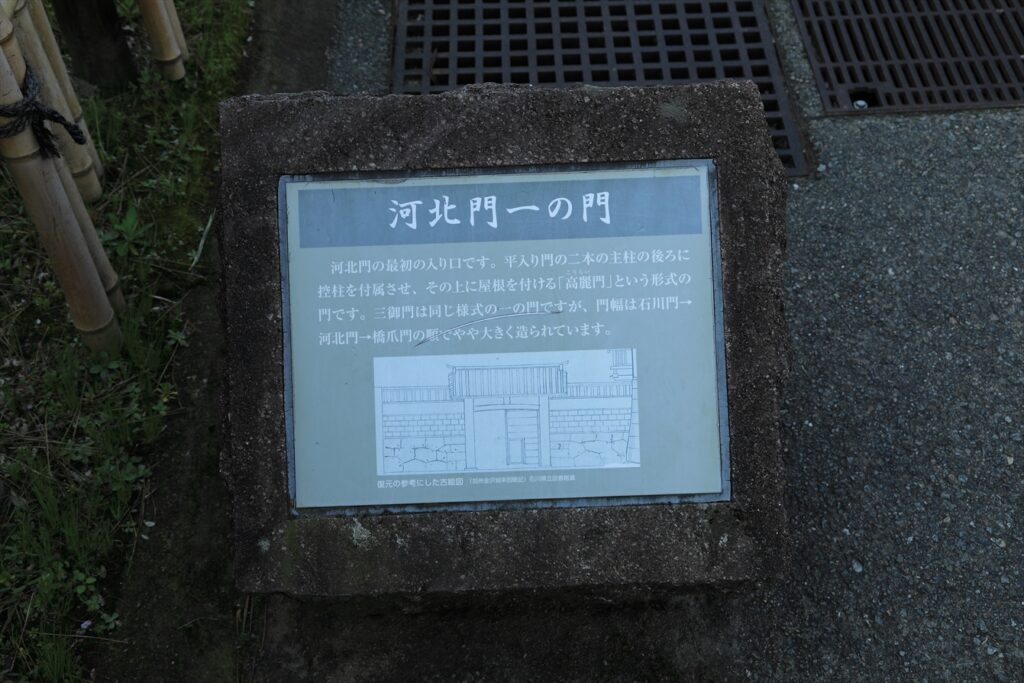 河北門一の門
河北門の最初の入り口です。平入り門の二本の主柱の後ろに
控柱を付属させ、その上に屋根を付ける「高麗門」という形式の
こうらい
門です。三御門は同じ様式の一の門ですが、門幅は石川門→
河北門→橋爪門の順でやや大きく造られています。
復元の参考にした古絵図